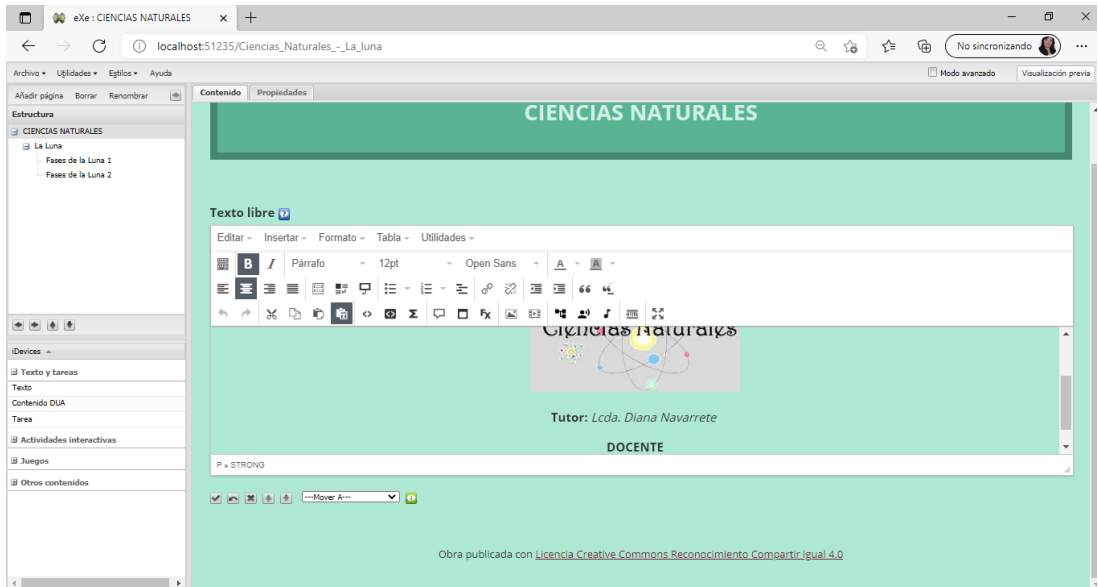 eXe : CIENCIAS NATURALES
localhost:51235/Ciencias_Naturales_-_La_luna
No sincronizando
Archivo Utilidades Estilos Ayuda
Modo avanzado Visualización previa
Añadir página Borrar Renombrar
Contenido Propiedades
Estructura
CIENCIAS NATURALES
La Luna
Fases de la Luna 1
Fases de la Luna 2
CIENCIAS NATURALES
Texto libre
Editar Insertar Formato Tabla Utilidades
B I Párrafo 12pt Open Sans A A
Ciencias Naturales
Tutor: Lcda. Diana Navarrete
DOCENTE
P » STRONG
iDevices
Texto y tareas
Texto
Contenido DUA
Tarea
Actividades interactivas
Juegos
Otros contenidos
---Mover A---
Obra publicada con Licencia Creative Commons Reconocimiento Compartir igual 4.0